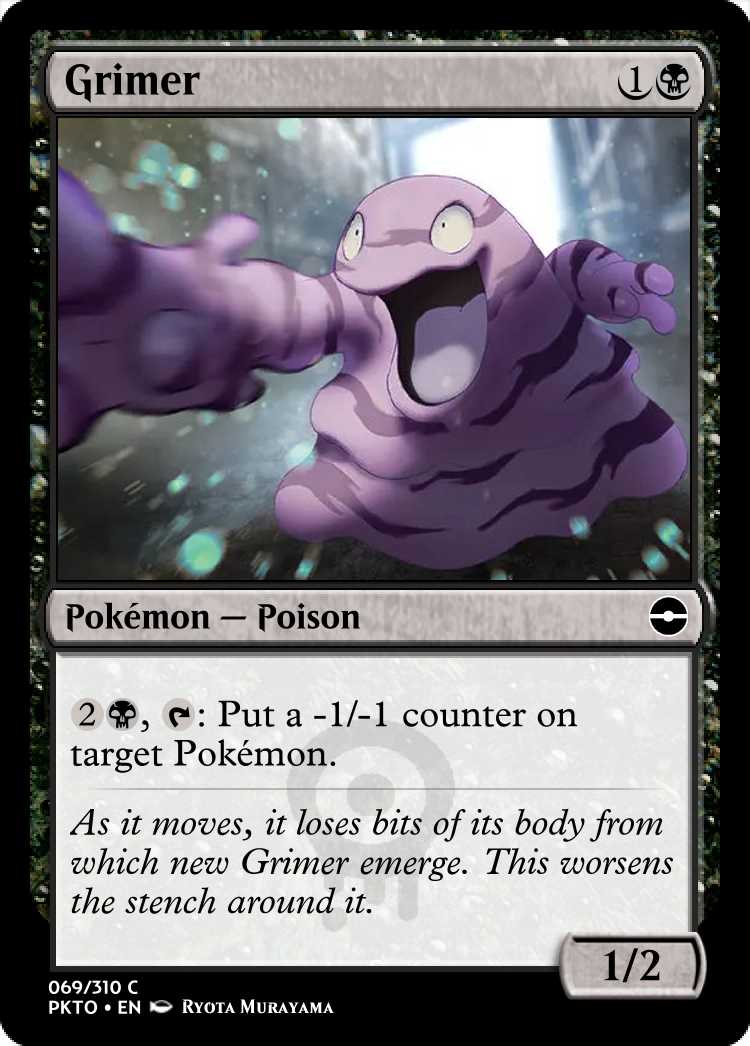 Grimer 1
Pokémon — Poison
2, : Put a -1/-1 counter on
target Pokémon.
As it moves, it loses bits of its body from
which new Grimer emerge. This worsens
the stench around it.
1/2
069/310 C
PKTO • EN Ryota Murayama